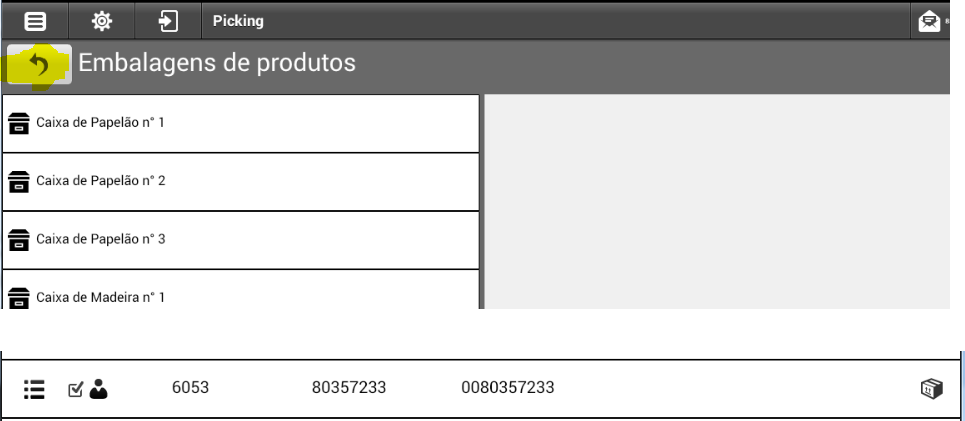 Picking
Embalagens de produtos
Caixa de Papelão n° 1
Caixa de Papelão n° 2
Caixa de Papelão n° 3
Caixa de Madeira n° 1
6053 80357233 0080357233